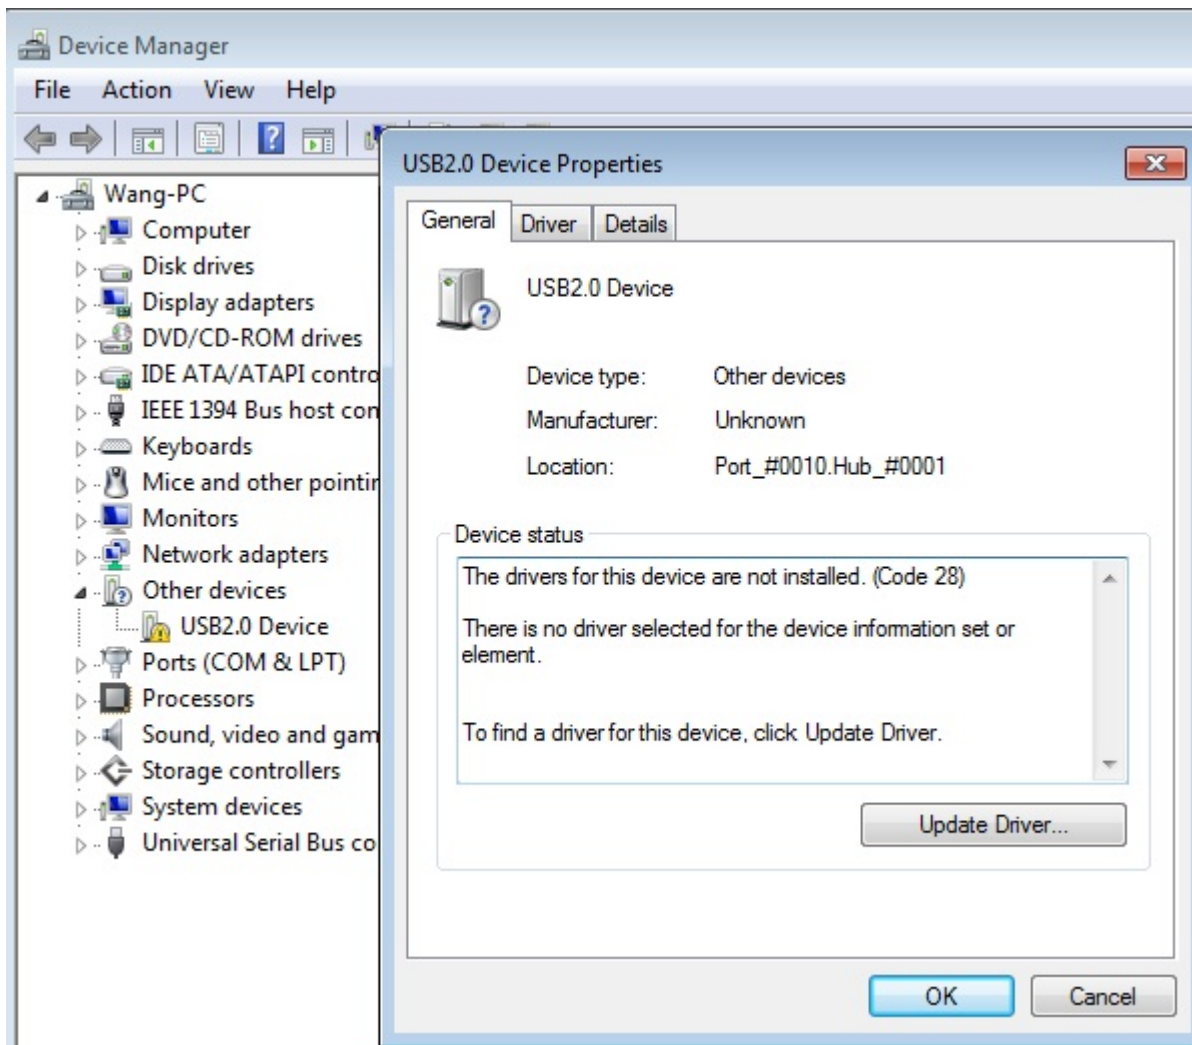 Device Manager
File Action View Help
Wang-PC
Computer
Disk drives
Display adapters
DVD/CD-ROM drives
IDE ATA/ATAPI contro
IEEE 1394 Bus host con
Keyboards
Mice and other pointin
Monitors
Network adapters
Other devices
USB2.0 Device
Ports (COM & LPT)
Processors
Sound, video and gam
Storage controllers
System devices
Universal Serial Bus co
USB2.0 Device Properties
General Driver Details
USB2.0 Device
Device type: Other devices
Manufacturer: Unknown
Location: Port_#0010.Hub_#0001
Device status
The drivers for this device are not installed. (Code 28)
There is no driver selected for the device information set or
element.
To find a driver for this device, click Update Driver.
Update Driver...
OK Cancel